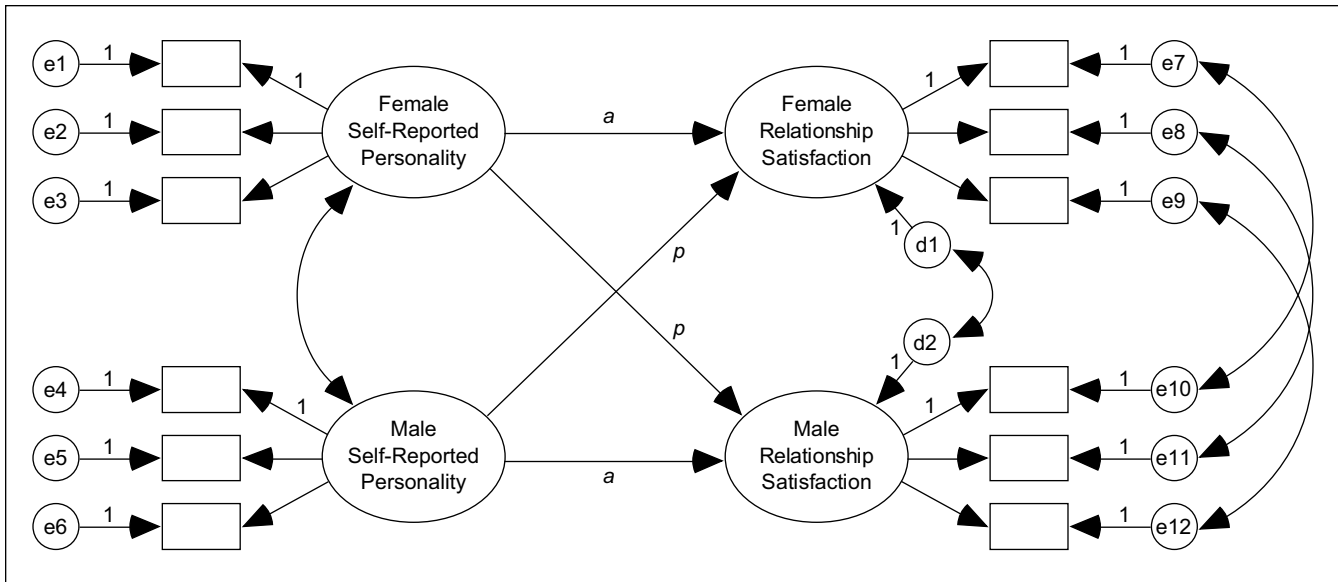 e1
1
1
e2
1
e3
1
Female
Self-Reported
Personality
a
Female
Relationship
Satisfaction
1
1
e7
1
e8
1
e9
1
d1
p
p
1
d2
e4
1
1
e5
1
e6
1
Male
Self-Reported
Personality
a
Male
Relationship
Satisfaction
1
1
e10
1
e11
1
e12